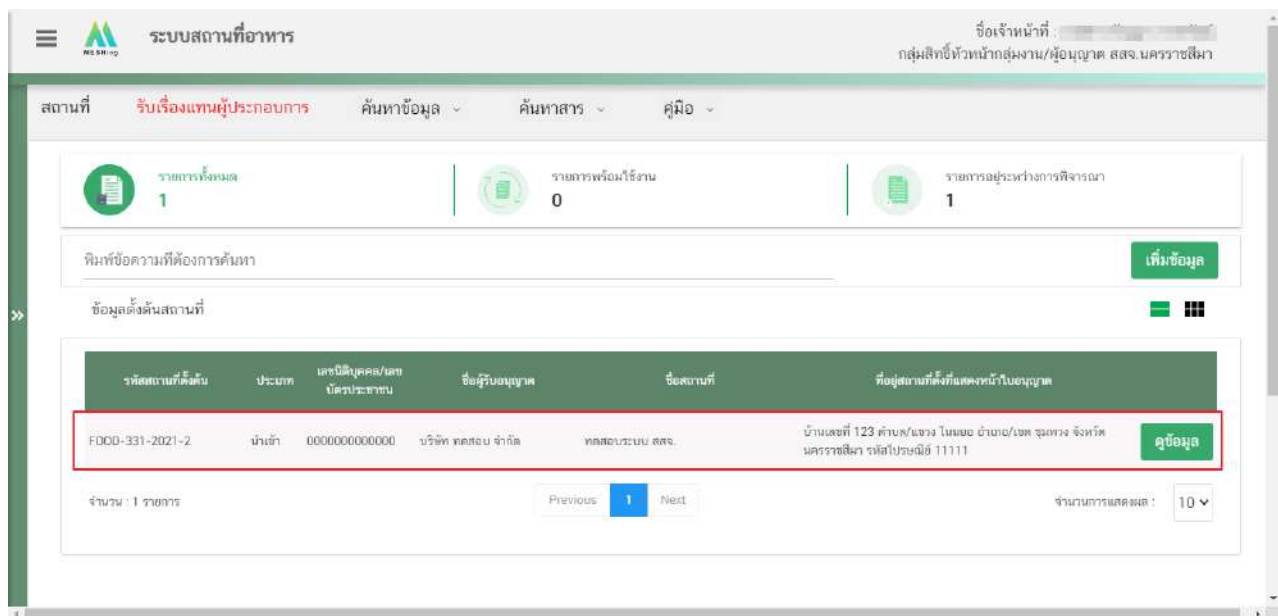 ระบบสถานที่อาหาร
ชื่อเจ้าหน้าที่ :
กลุ่มสิทธิ์หัวหน้ากลุ่มงาน/ผู้อนุญาต สสจ.นครราชสีมา
สถานที่ รับเรื่องแทนผู้ประกอบการ ค้นหาข้อมูล ค้นหาสาร คู่มือ
รายการทั้งหมด
1
รายการพร้อมใช้งาน
0
รายการอยู่ระหว่างการพิจารณา
1
พิมพ์ข้อความที่ต้องการค้นหา
เพิ่มข้อมูล
ข้อมูลตั้งต้นสถานที่
รหัสสถานที่ตั้งต้น ประเภท เลขนิติบุคคล/เลข
บัตรประชาชน ชื่อผู้รับอนุญาต ชื่อสถานที่ ที่อยู่สถานที่ตั้งที่แสดงหน้าใบอนุญาต
FOOD-331-2021-2 นำเข้า 0000000000000 บริษัท ทดสอบ จำกัด ทดสอบระบบ สสจ.
บ้านเลขที่ 123 ตำบล/แขวง โนนยอ อำเภอ/เขต ชุมพวง จังหวัด
นครราชสีมา รหัสไปรษณีย์ 11111
ดูข้อมูล
จำนวน : 1 รายการ Previous 1 Next จำนวนการแสดงผล : 10